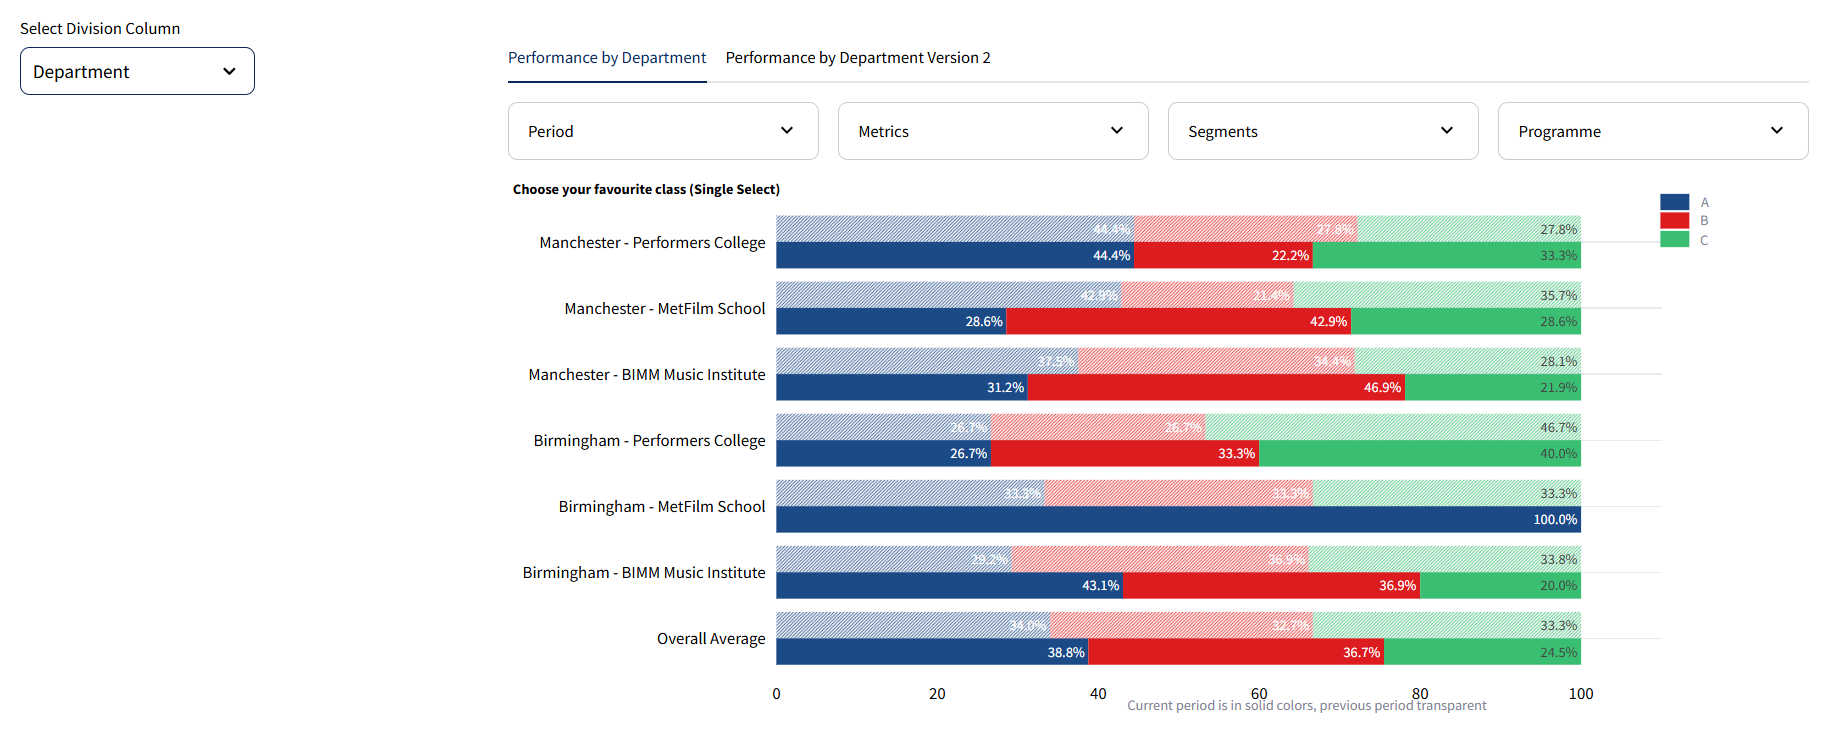 Select Division Column
Department
Performance by Department Performance by Department Version 2
Period Metrics Segments Programme
Choose your favourite class (Single Select)
A
B
C
Manchester - Performers College
44.4% 27.8% 27.8%
44.4% 22.2% 33.3%
Manchester - MetFilm School
42.9% 21.4% 35.7%
28.6% 42.9% 28.6%
Manchester - BIMM Music Institute
37.5% 34.4% 28.1%
31.2% 46.9% 21.9%
Birmingham - Performers College
26.7% 26.7% 46.7%
26.7% 33.3% 40.0%
Birmingham - MetFilm School
33.3% 33.3% 33.3%
100.0%
Birmingham - BIMM Music Institute
29.2% 36.9% 33.8%
43.1% 36.9% 20.0%
Overall Average
34.0% 32.7% 33.3%
38.8% 36.7% 24.5%
0 20 40 60 80 100
Current period is in solid colors, previous period transparent